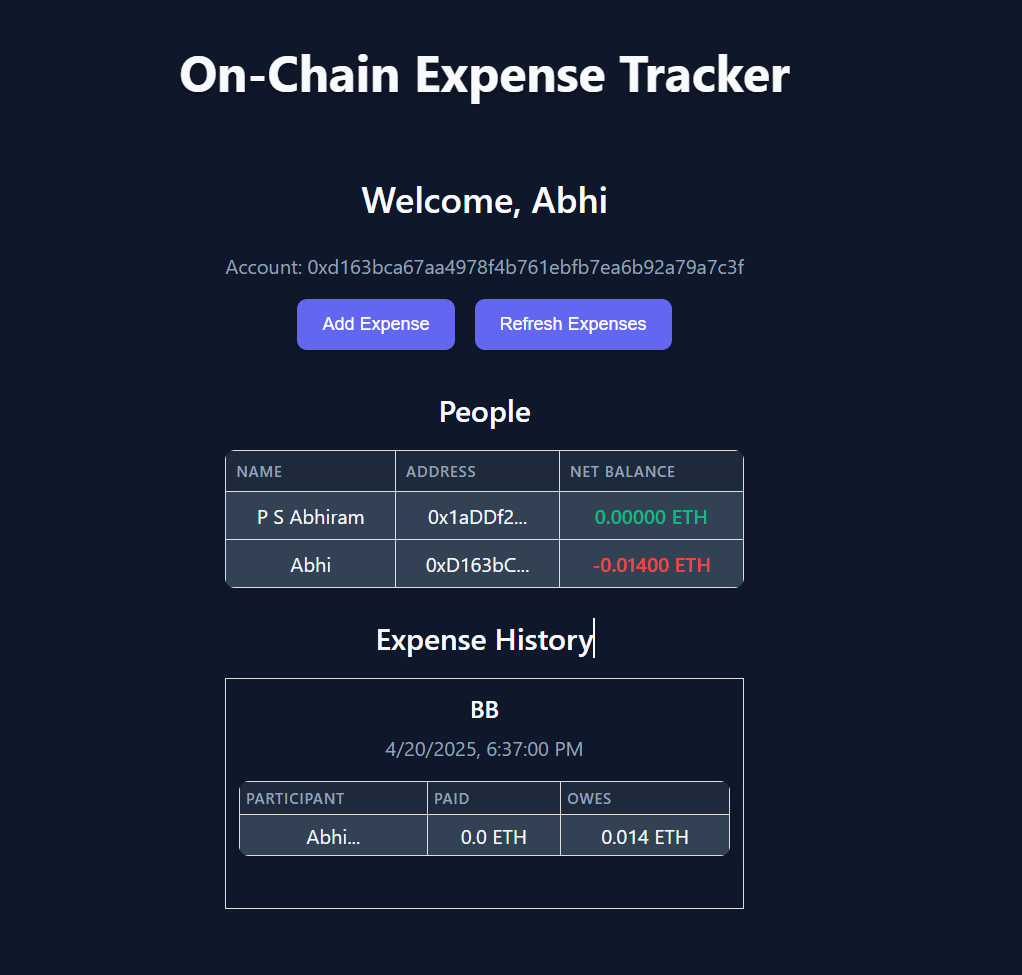 On-Chain Expense Tracker
Welcome, Abhi
Account: 0xd163bca67aa4978f4b761ebfb7ea6b92a79a7c3f
Add Expense Refresh Expenses
People
NAME ADDRESS NET BALANCE
P S Abhiram 0x1aDDf2... 0.00000 ETH
Abhi 0xD163bC... -0.01400 ETH
Expense History
BB
4/20/2025, 6:37:00 PM
PARTICIPANT PAID OWES
Abhi... 0.0 ETH 0.014 ETH